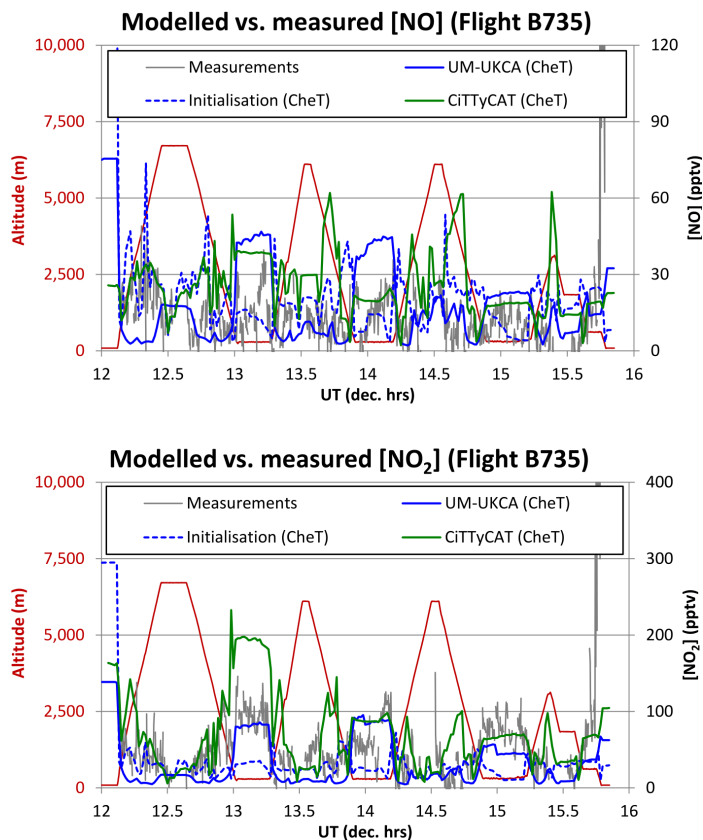 Modelled vs. measured [NO] (Flight B735)
10,000 120
Measurements UM-UKCA (CheT)
Initialisation (CheT) CiTTyCAT (CheT)
7,500 90
Altitude (m) 5,000 60 [NO] (pptv)
2,500 30
0 0
12 12.5 13 13.5 14 14.5 15 15.5 16
UT (dec. hrs)
Modelled vs. measured [NO₂] (Flight B735)
10,000 400
Measurements UM-UKCA (CheT)
Initialisation (CheT) CiTTyCAT (CheT)
7,500 300
Altitude (m) 5,000 200 [NO₂] (pptv)
2,500 100
0 0
12 12.5 13 13.5 14 14.5 15 15.5 16
UT (dec. hrs)